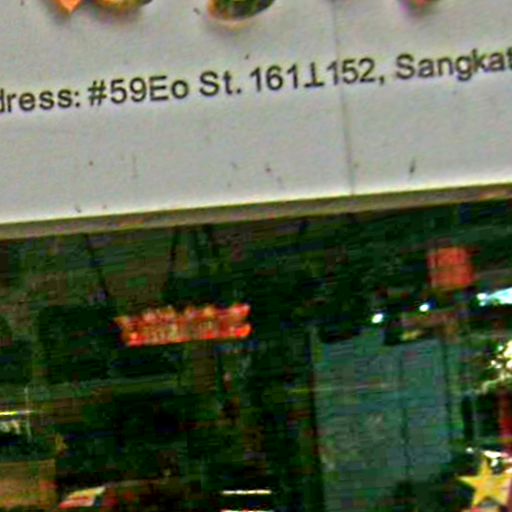 dress: #59Eo St. 161⊥152, Sangkat